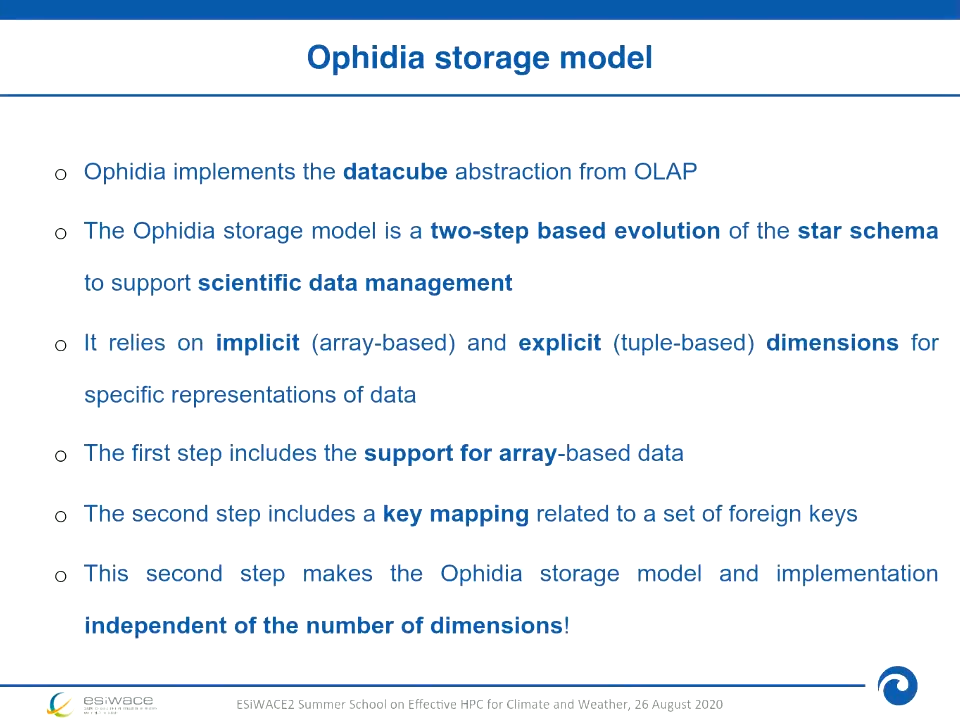 Ophidia storage model
o Ophidia implements the datacube abstraction from OLAP
o The Ophidia storage model is a two-step based evolution of the star schema
to support scientific data management
o It relies on implicit (array-based) and explicit (tuple-based) dimensions for
specific representations of data
o The first step includes the support for array-based data
o The second step includes a key mapping related to a set of foreign keys
o This second step makes the Ophidia storage model and implementation
independent of the number of dimensions!
esiwace
ESiWACE2 Summer School on Effective HPC for Climate and Weather, 26 August 2020